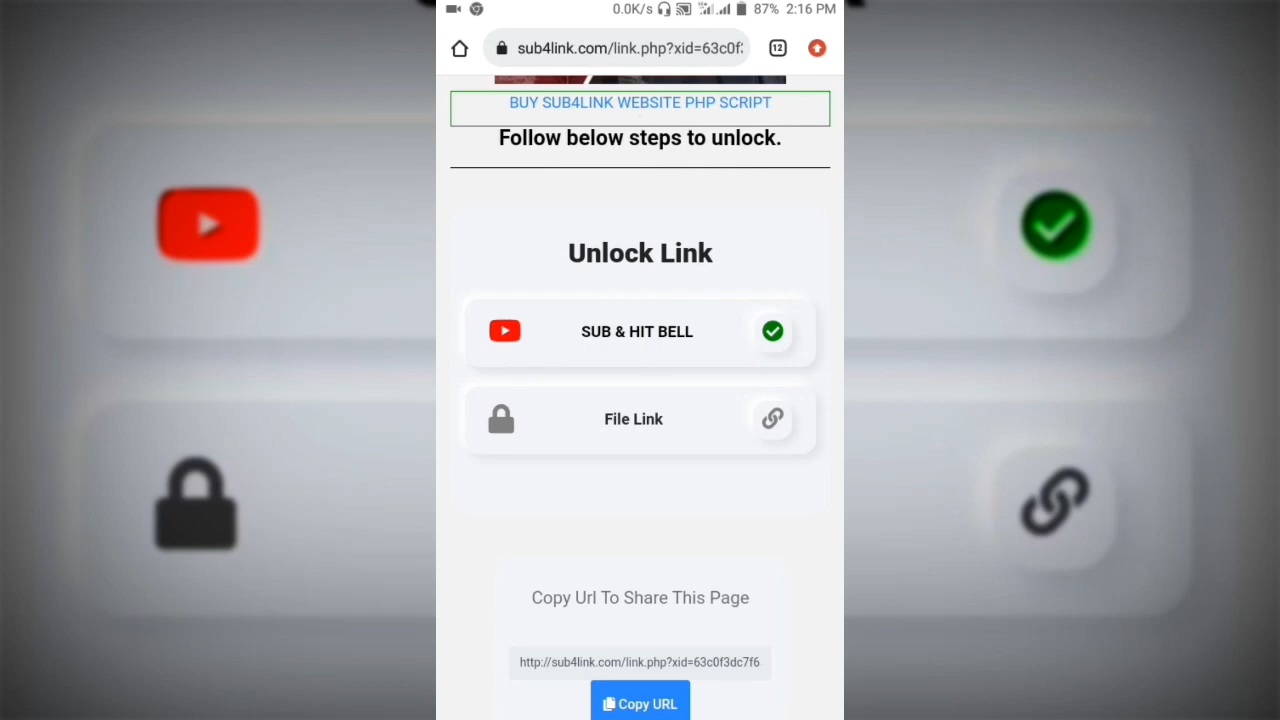 0.0K/s 87% 2:16 PM
sub4link.com/link.php?xid=63c0f 12
BUY SUB4LINK WEBSITE PHP SCRIPT
Follow below steps to unlock.
Unlock Link
SUB & HIT BELL
File Link
Copy Url To Share This Page
http://sub4link.com/link.php?xid=63c0f3dc7f6
Copy URL